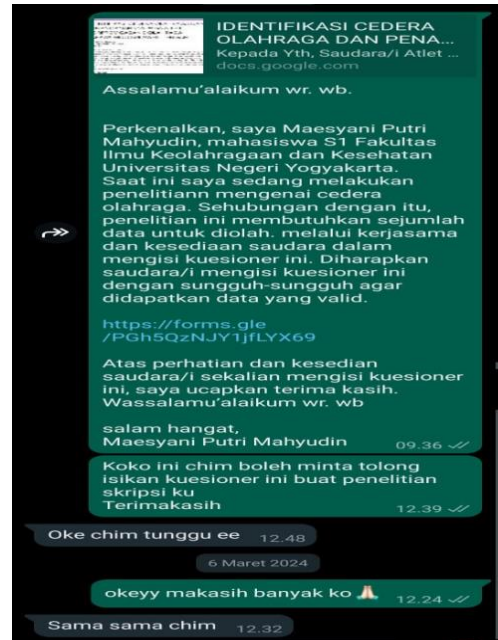 IDENTIFIKASI CEDERA
OLAHRAGA DAN PENA...
Kepada Yth, Saudara/i Atlet ...
docs.google.com
Assalamu'alaikum wr. wb.
Perkenalkan, saya Maesyani Putri
Mahyudin, mahasiswa S1 Fakultas
Ilmu Keolahragaan dan Kesehatan
Universitas Negeri Yogyakarta.
Saat ini saya sedang melakukan
penelitiann mengenai cedera
olahraga. Sehubungan dengan itu,
penelitian ini membutuhkan sejumlah
data untuk diolah. melalui kerjasama
dan kesediaan saudara dalam
mengisi kuesioner ini. Diharapkan
saudara/i mengisi kuesioner ini
dengan sungguh-sungguh agar
didapatkan data yang valid.
https://forms.gle
/PGh5QzNJY1jfLYX69
Atas perhatian dan kesedian
saudara/i sekalian mengisi kuesioner
ini, saya ucapkan terima kasih.
Wassalamu'alaikum wr. wb
salam hangat,
Maesyani Putri Mahyudin 09.36
Koko ini chim boleh minta tolong
isikan kuesioner ini buat penelitian
skripsi ku
Terimakasih 12.39
Oke chim tunggu ee 12.48
6 Maret 2024
okeyy makasih banyak ko 🙏🏻 12.24
Sama sama chim 12.32